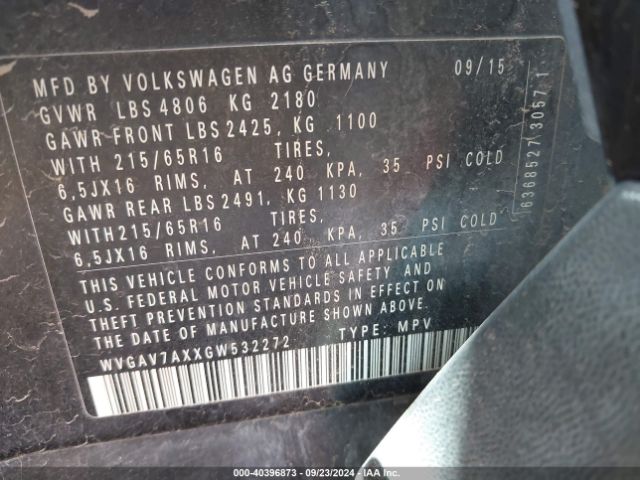 MFD BY VOLKSWAGEN AG GERMANY 09/15
GVWR LBS 4806 KG 2180
GAWR FRONT LBS 2425, KG 1100
WITH 215/65R16 TIRES,
6,5JX16 RIMS, AT 240 KPA, 35 PSI COLD
GAWR REAR LBS 2491, KG 1130
WITH 215/65R16 TIRES,
6,5JX16 RIMS, AT 240 KPA, 35 PSI COLD
THIS VEHICLE CONFORMS TO ALL APPLICABLE
U.S. FEDERAL MOTOR VEHICLE SAFETY AND
THEFT PREVENTION STANDARDS IN EFFECT ON
THE DATE OF MANUFACTURE SHOWN ABOVE.
WVGAV7AXXGW532272 TYPE: MPV
6368527 30571
000-40396873 - 09/23/2024 - IAA Inc.